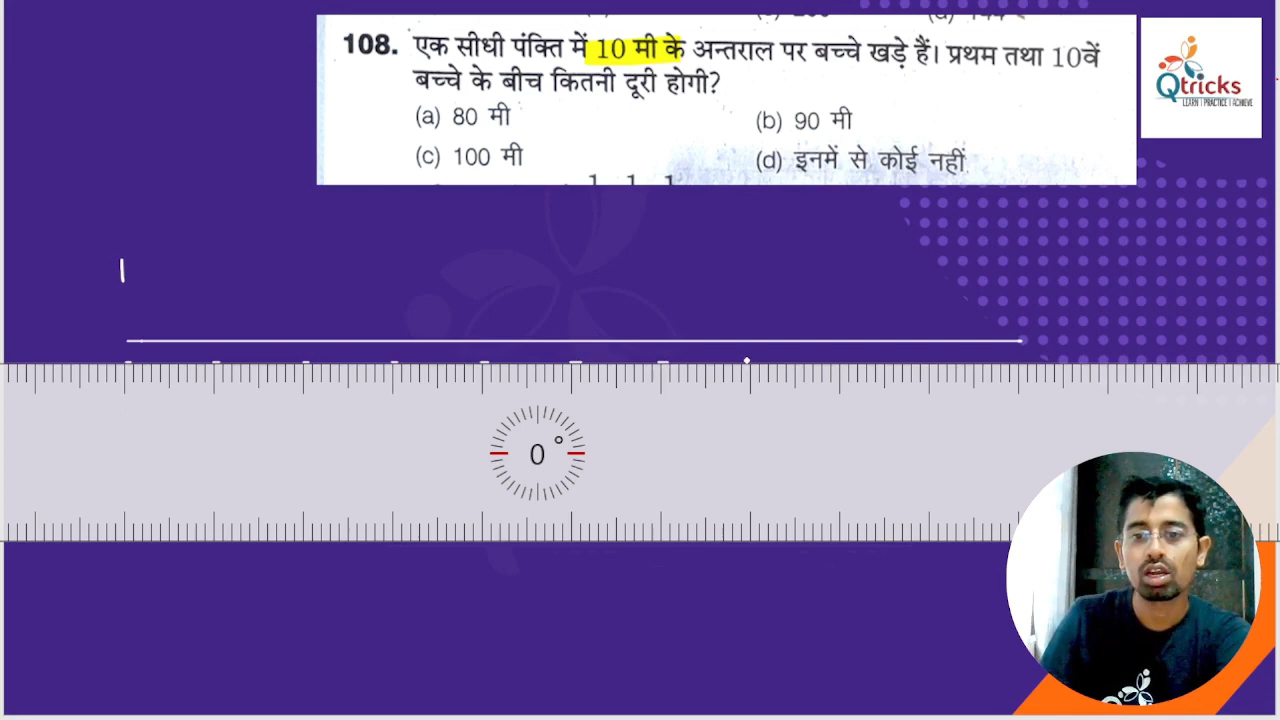 108. एक सीधी पंक्ति में 10 मी के अन्तराल पर बच्चे खड़े हैं। प्रथम तथा 10वें
बच्चे के बीच कितनी दूरी होगी?
(a) 80 मी
(b) 90 मी
(c) 100 मी
(d) इनमें से कोई नहीं
Qtricks
LEARN | PRACTICE | ACHIEVE
0°